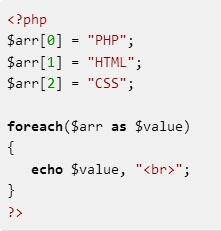 <?php
$arr[0] = "PHP";
$arr[1] = "HTML";
$arr[2] = "CSS";
foreach($arr as $value)
{
echo $value, "<br>";
}
?>